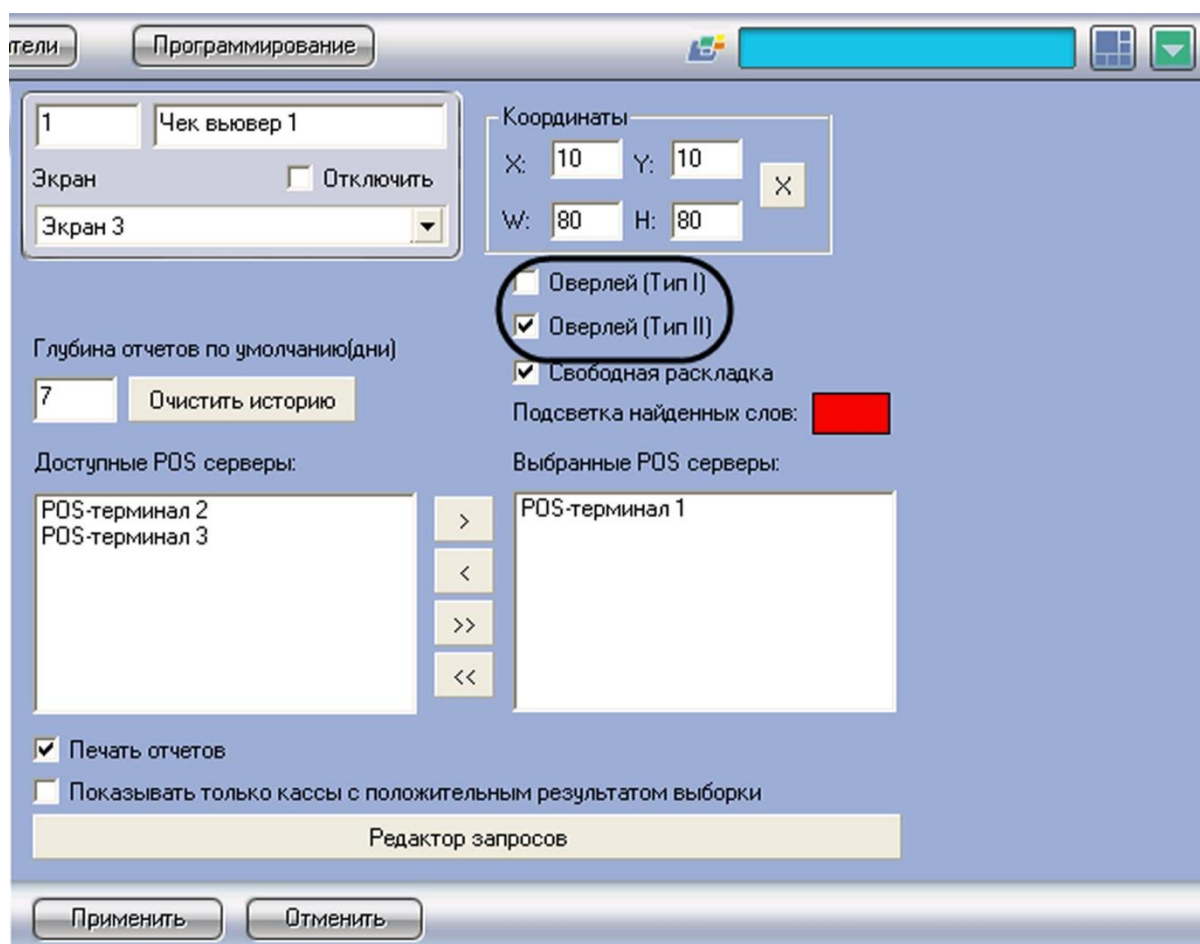 тели Программирование
1 Чек вьювер 1
Экран Отключить
Экран 3
Координаты
X: 10 Y: 10 X
W: 80 H: 80
Оверлей (Тип I)
Оверлей (Тип II)
Свободная раскладка
Подсветка найденных слов:
Глубина отчетов по умолчанию(дни)
7 Очистить историю
Доступные POS серверы:
POS-терминал 2
POS-терминал 3
>
<
>>
<<
Выбранные POS серверы:
POS-терминал 1
Печать отчетов
Показывать только кассы с положительным результатом выборки
Редактор запросов
Применить Отменить